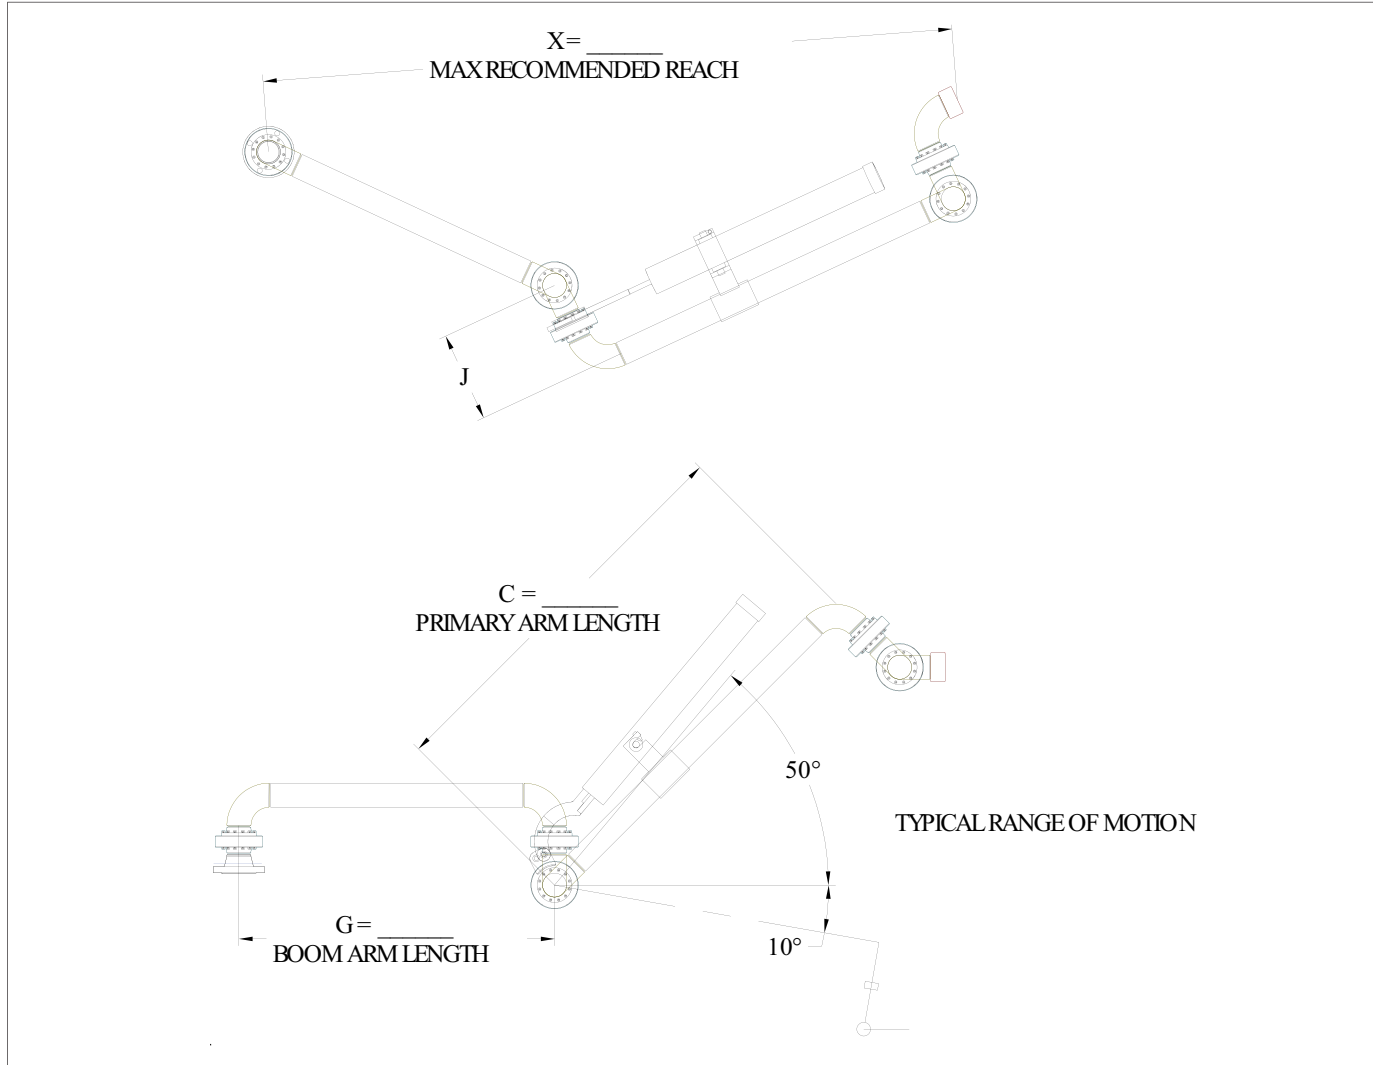 X= ______
MAX RECOMMENDED REACH
J
C = ______
PRIMARY ARM LENGTH
50°
TYPICAL RANGE OF MOTION
G= ______
BOOM ARM LENGTH
10°